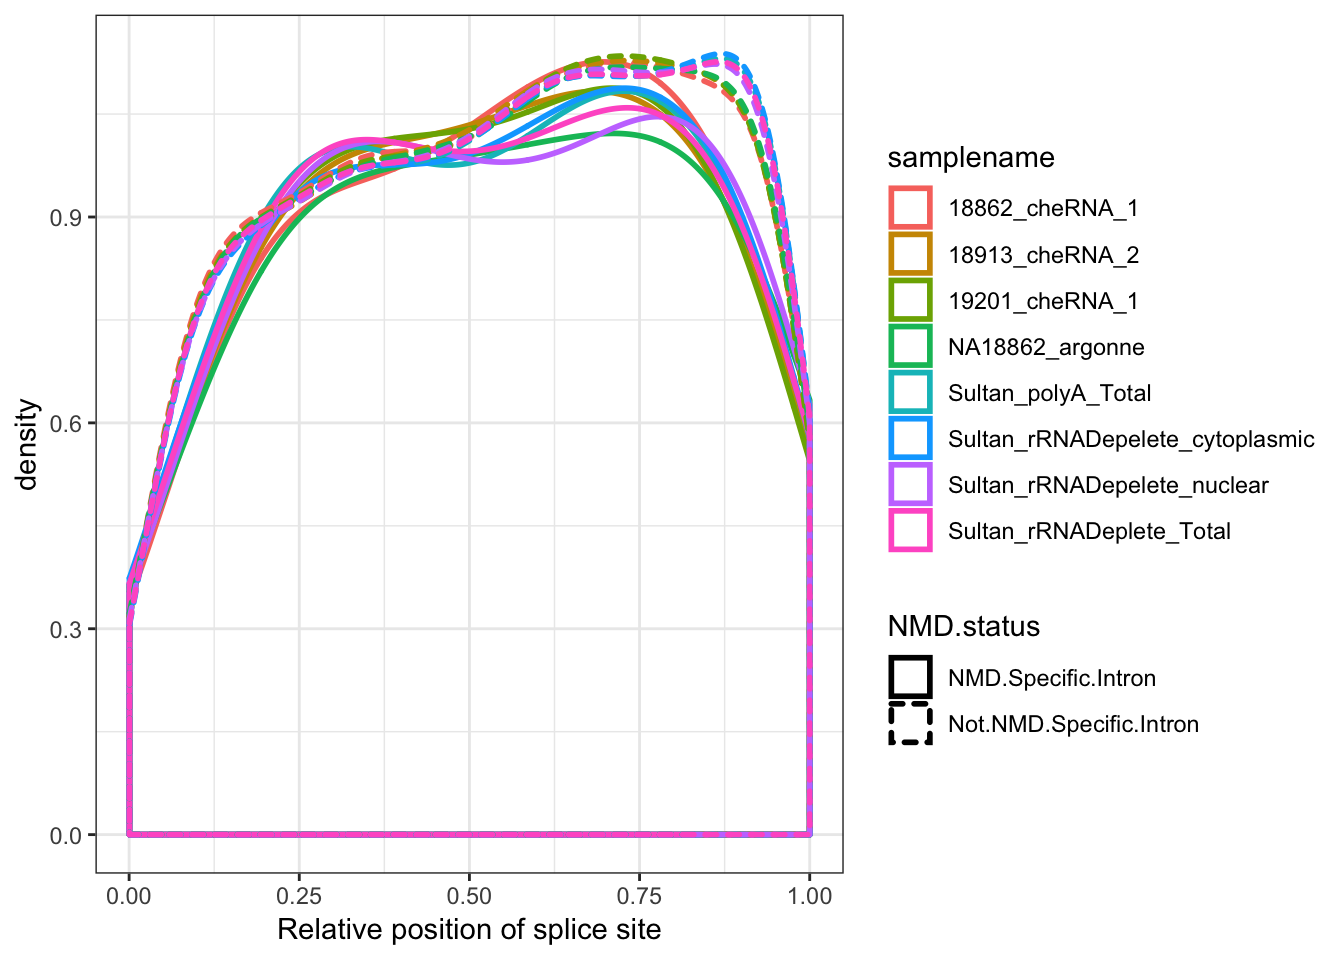 density
0.9
0.6
0.3
0.0
0.00 0.25 0.50 0.75 1.00
Relative position of splice site
samplename
18862_cheRNA_1
18913_cheRNA_2
19201_cheRNA_1
NA18862_argonne
Sultan_polyA_Total
Sultan_rRNADepelete_cytoplasmic
Sultan_rRNADepelete_nuclear
Sultan_rRNADeplete_Total
NMD.status
NMD.Specific.Intron
Not.NMD.Specific.Intron